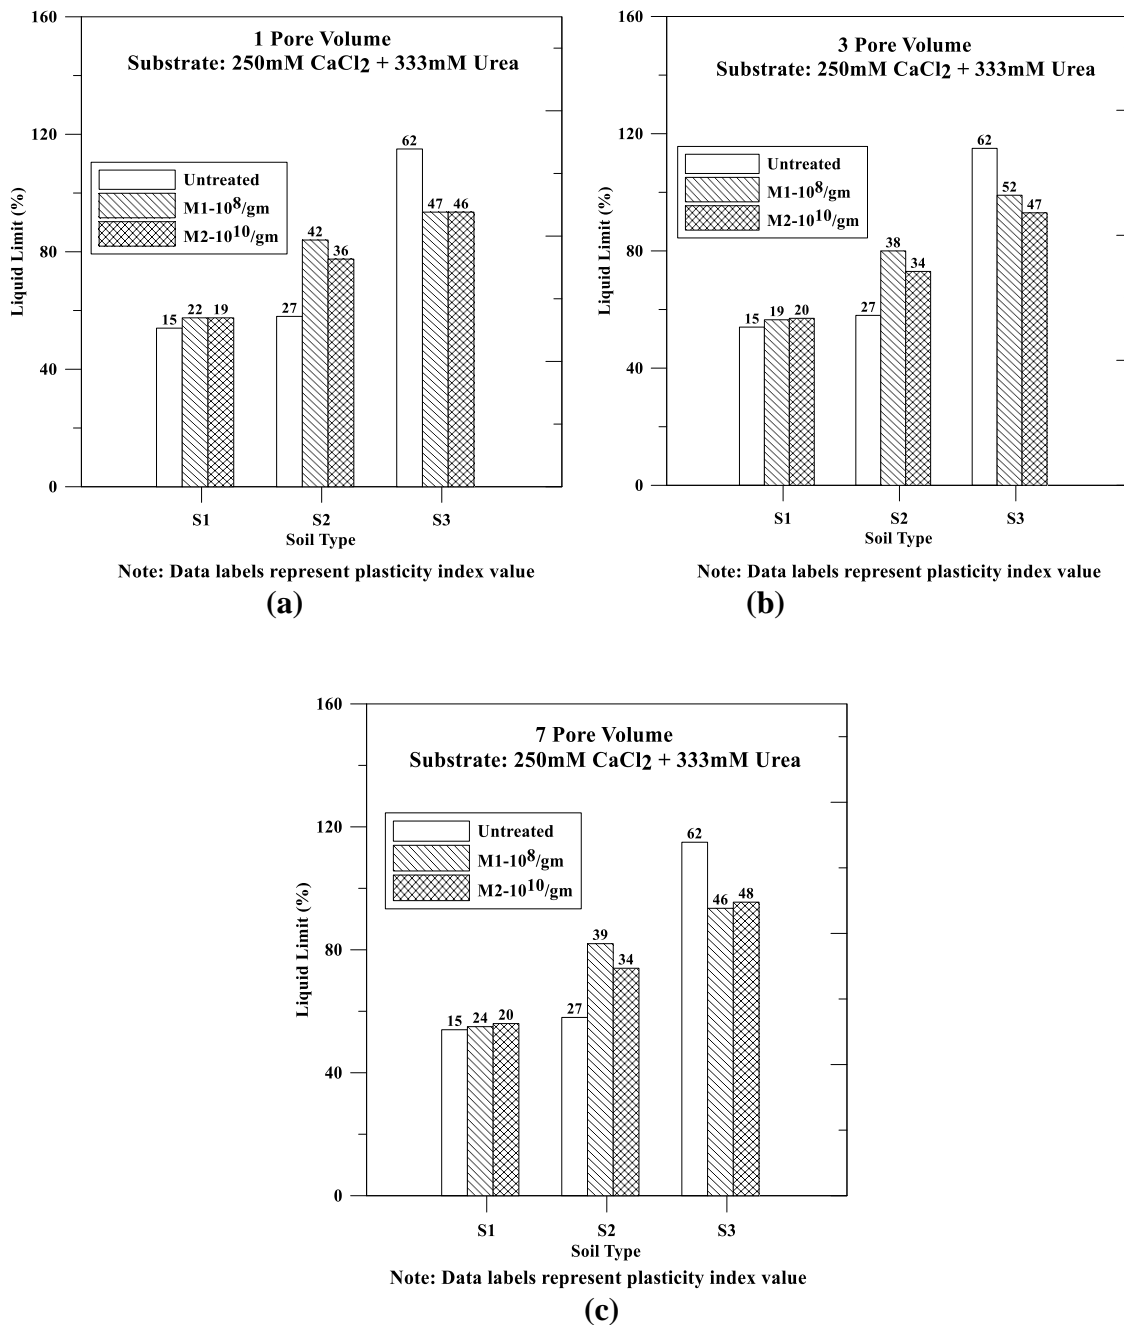 160
1 Pore Volume
Substrate: 250mM CaCl2 + 333mM Urea
120
80
40
0
Liquid Limit (%)
Untreated
M1-10^8/gm
M2-10^10/gm
15 22 19
27 42 36
62 47 46
S1 S2 S3
Soil Type
Note: Data labels represent plasticity index value
(a)
160
3 Pore Volume
Substrate: 250mM CaCl2 + 333mM Urea
120
80
40
0
Liquid Limit (%)
Untreated
M1-10^8/gm
M2-10^10/gm
15 19 20
27 38 34
62 52 47
S1 S2 S3
Soil Type
Note: Data labels represent plasticity index value
(b)
160
7 Pore Volume
Substrate: 250mM CaCl2 + 333mM Urea
120
80
40
0
Liquid Limit (%)
Untreated
M1-10^8/gm
M2-10^10/gm
15 24 20
27 39 34
62 46 48
S1 S2 S3
Soil Type
Note: Data labels represent plasticity index value
(c)